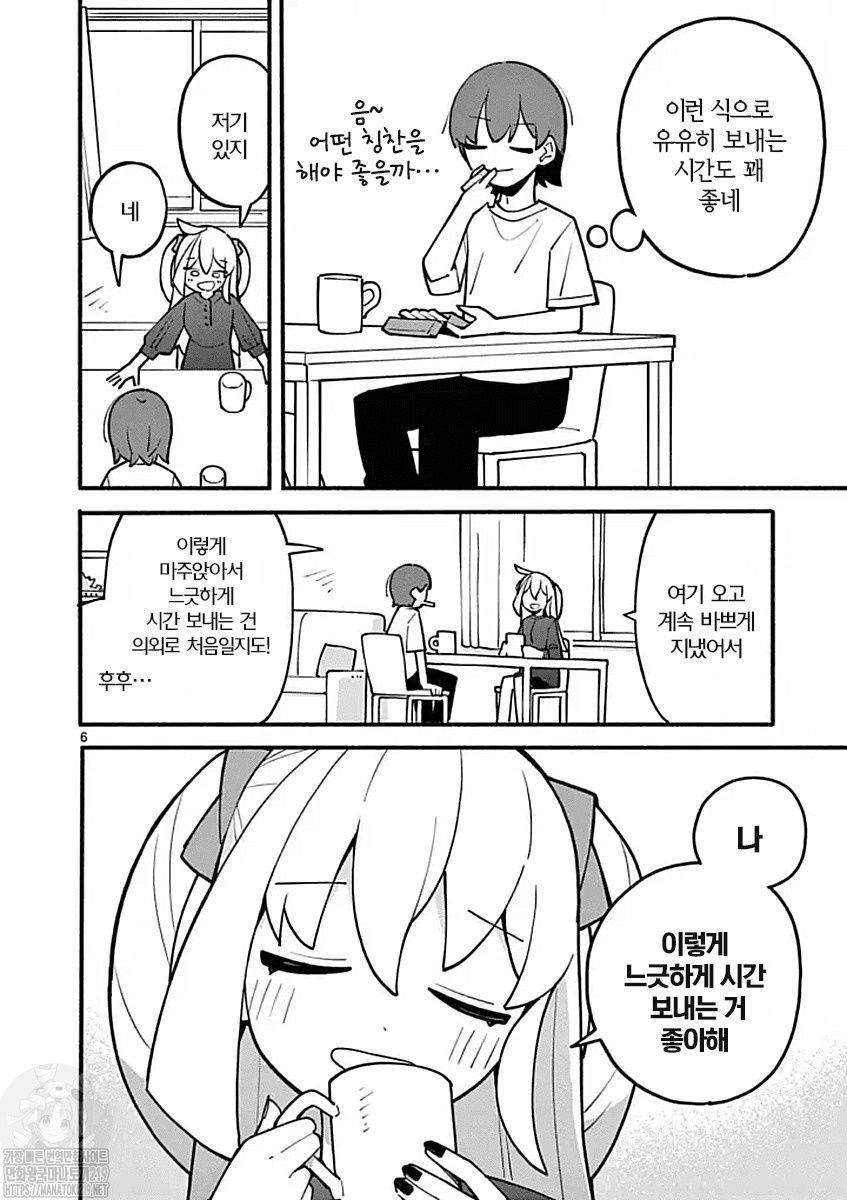 이런 식으로
유유히 보내는
시간도 꽤
좋네
음~
어떤 칭찬을
해야 좋을까…
저기
있지
네
여기 오고
계속 바쁘게
지냈어서
이렇게
마주앉아서
느긋하게
시간 보내는 건
의외로 처음일지도!
후후…
6
나
이렇게
느긋하게 시간
보내는 거
좋아해
가장 빠른 번역만화사이트
만화왕국마나토끼219
HTTPS://MANATOKI219.NET